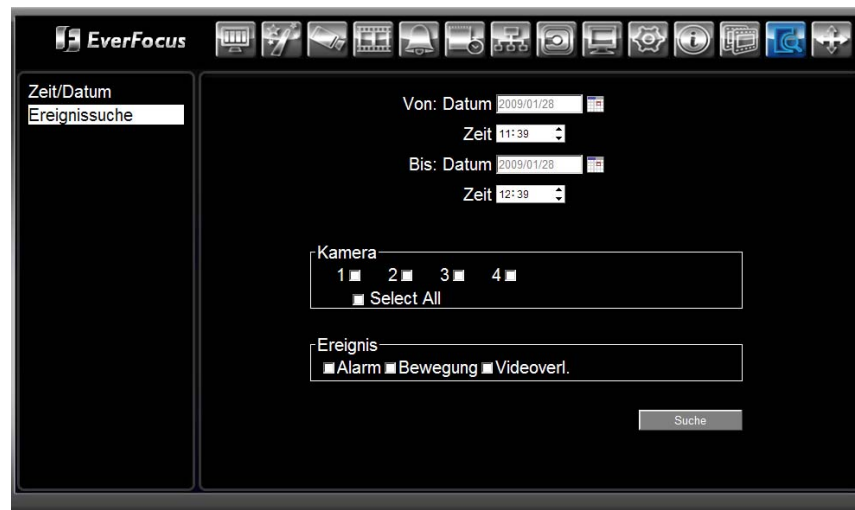 EverFocus
Zeit/Datum
Ereignissuche
Von: Datum 2009/01/28
Zeit 11:39
Bis: Datum 2009/01/28
Zeit 12:39
Kamera
1 2 3 4
Select All
Ereignis
Alarm Bewegung Videoverl.
Suche